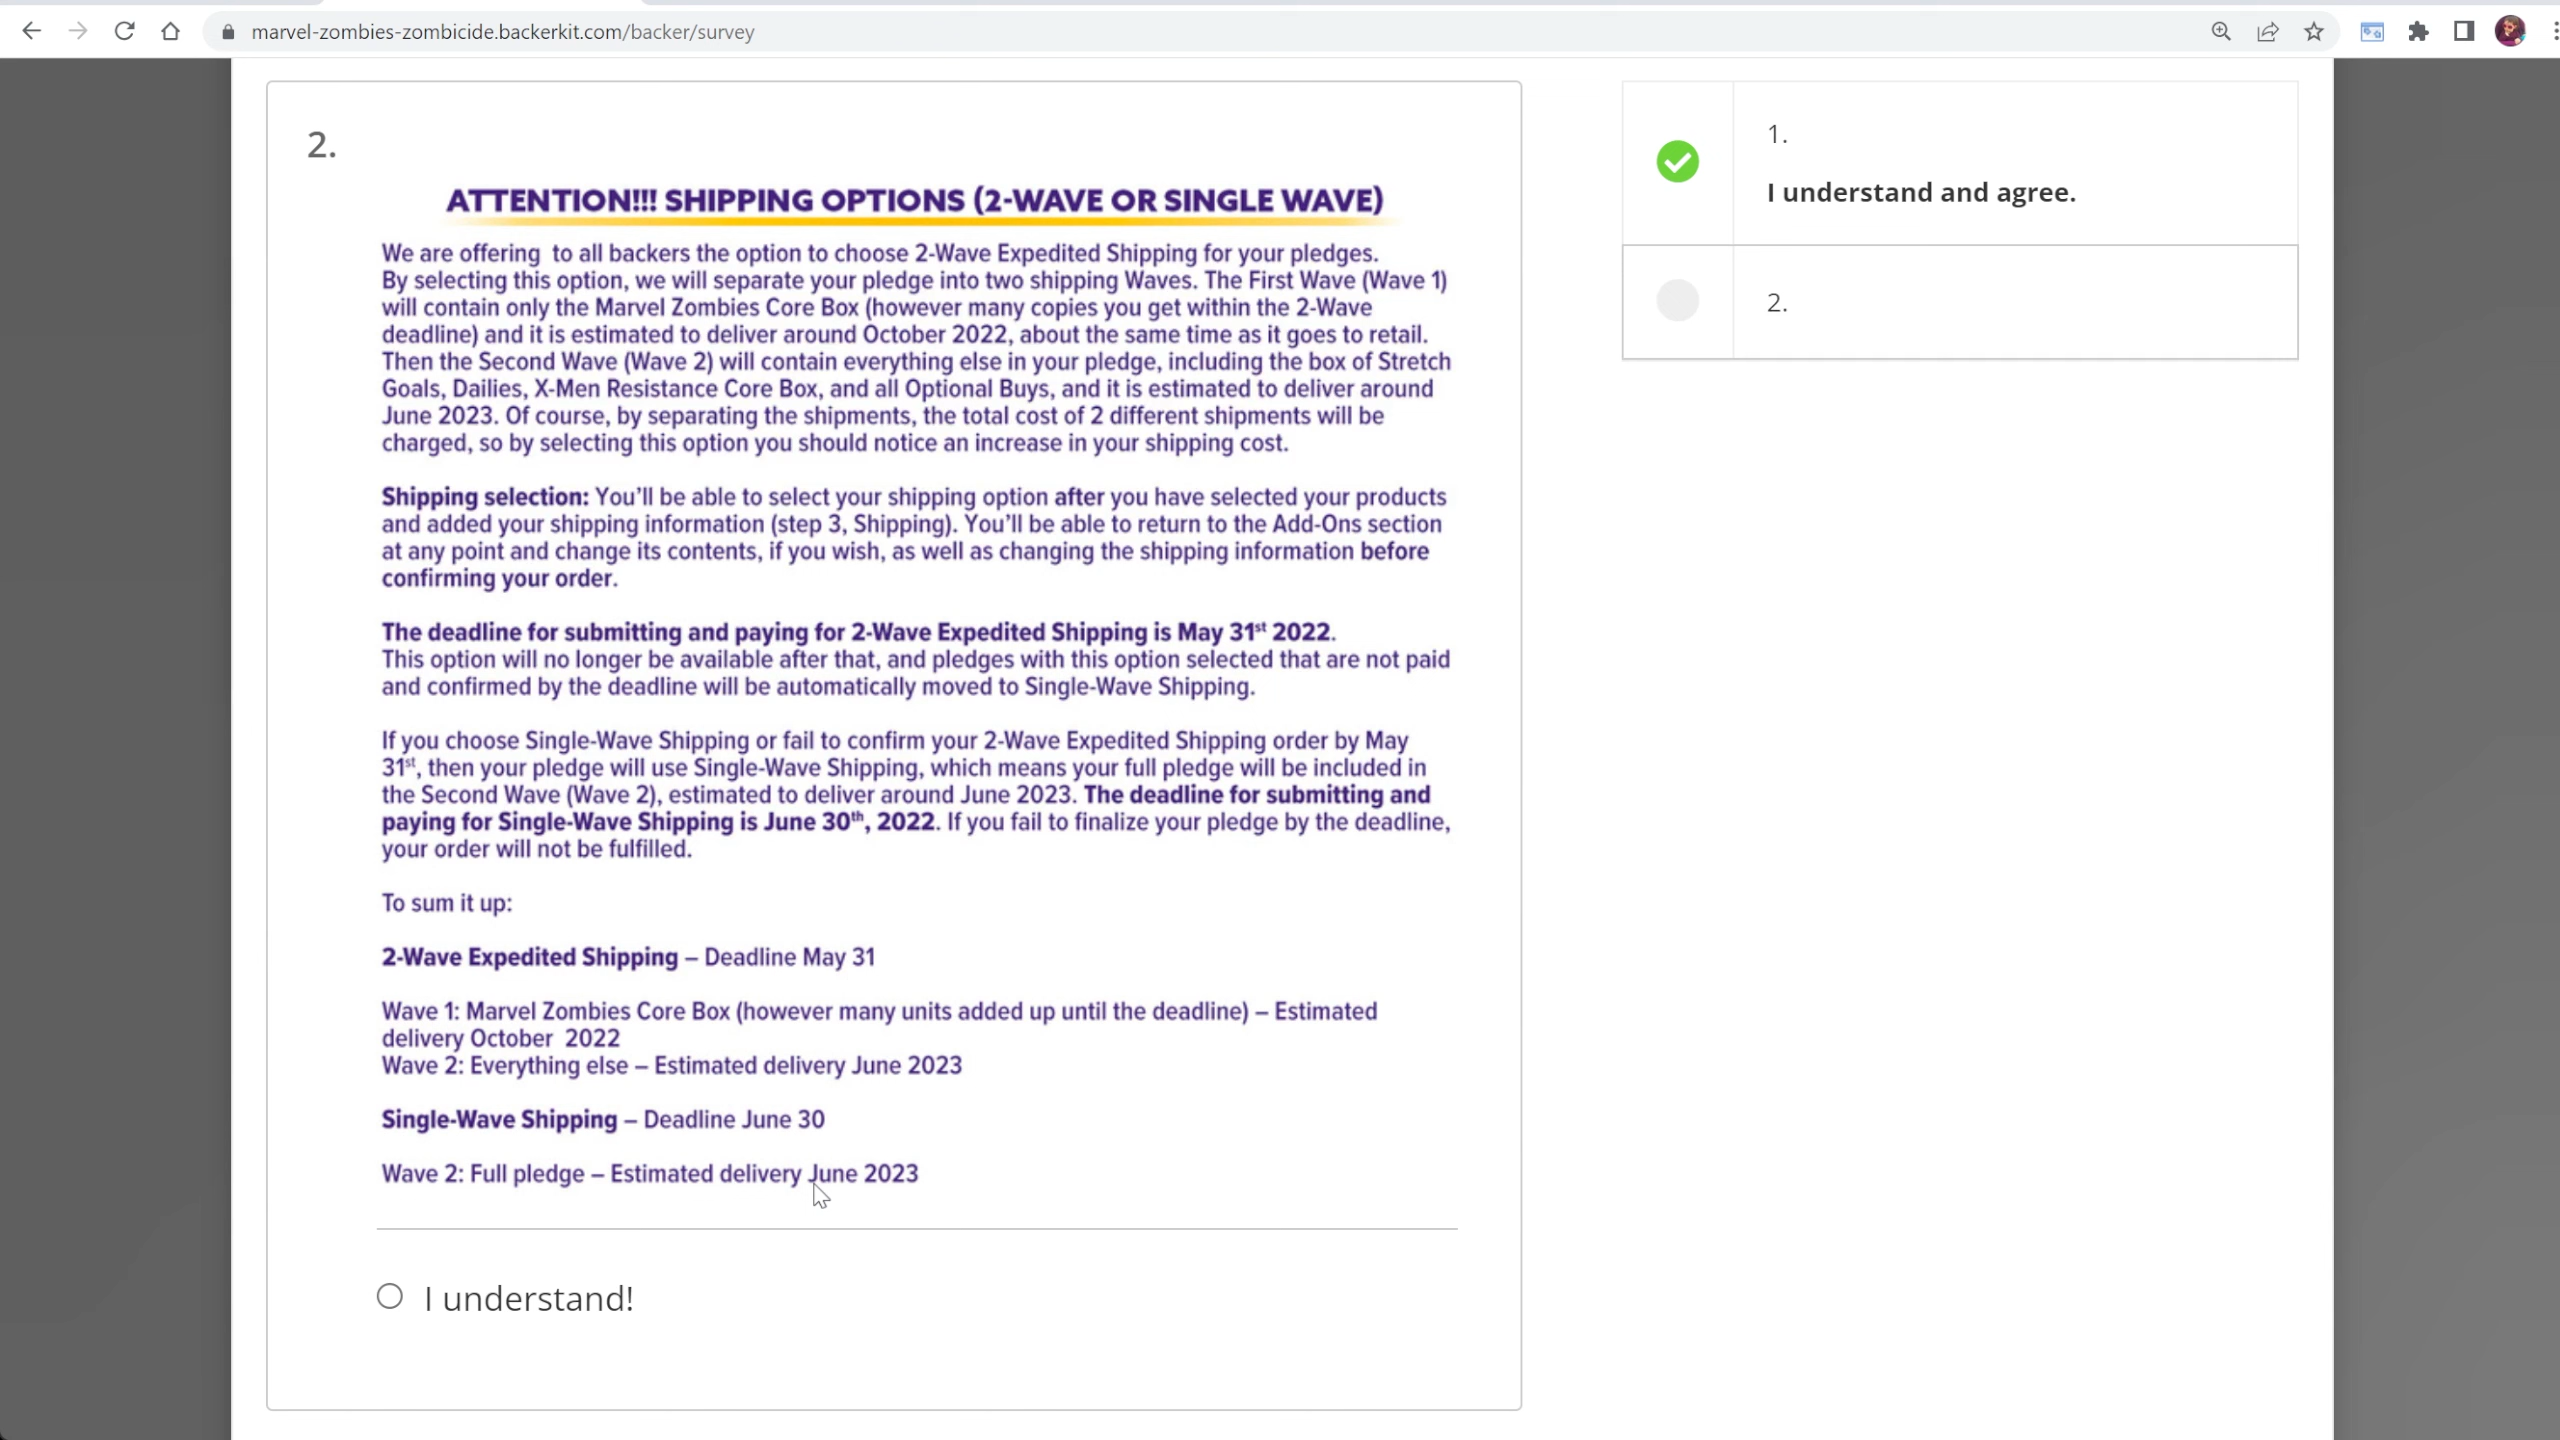 marvel-zombies-zombicide.backerkit.com/backer/survey
2.
ATTENTION!!! SHIPPING OPTIONS (2-WAVE OR SINGLE WAVE)
We are offering  to all backers the option to choose 2-Wave Expedited Shipping for your pledges.
By selecting this option, we will separate your pledge into two shipping Waves. The First Wave (Wave 1)
will contain only the Marvel Zombies Core Box (however many copies you get within the 2-Wave
deadline) and it is estimated to deliver around October 2022, about the same time as it goes to retail.
Then the Second Wave (Wave 2) will contain everything else in your pledge, including the box of Stretch
Goals, Dailies, X-Men Resistance Core Box, and all Optional Buys, and it is estimated to deliver around
June 2023. Of course, by separating the shipments, the total cost of 2 different shipments will be
charged, so by selecting this option you should notice an increase in your shipping cost.
Shipping selection: You'll be able to select your shipping option after you have selected your products
and added your shipping information (step 3, Shipping). You'll be able to return to the Add-Ons section
at any point and change its contents, if you wish, as well as changing the shipping information before
confirming your order.
The deadline for submitting and paying for 2-Wave Expedited Shipping is May 31st 2022.
This option will no longer be available after that, and pledges with this option selected that are not paid
and confirmed by the deadline will be automatically moved to Single-Wave Shipping.
If you choose Single-Wave Shipping or fail to confirm your 2-Wave Expedited Shipping order by May
31st, then your pledge will use Single-Wave Shipping, which means your full pledge will be included in
the Second Wave (Wave 2), estimated to deliver around June 2023. The deadline for submitting and
paying for Single-Wave Shipping is June 30th, 2022. If you fail to finalize your pledge by the deadline,
your order will not be fulfilled.
To sum it up:
2-Wave Expedited Shipping – Deadline May 31
Wave 1: Marvel Zombies Core Box (however many units added up until the deadline) – Estimated
delivery October  2022
Wave 2: Everything else – Estimated delivery June 2023
Single-Wave Shipping – Deadline June 30
Wave 2: Full pledge – Estimated delivery June 2023
I understand!
1.
I understand and agree.
2.